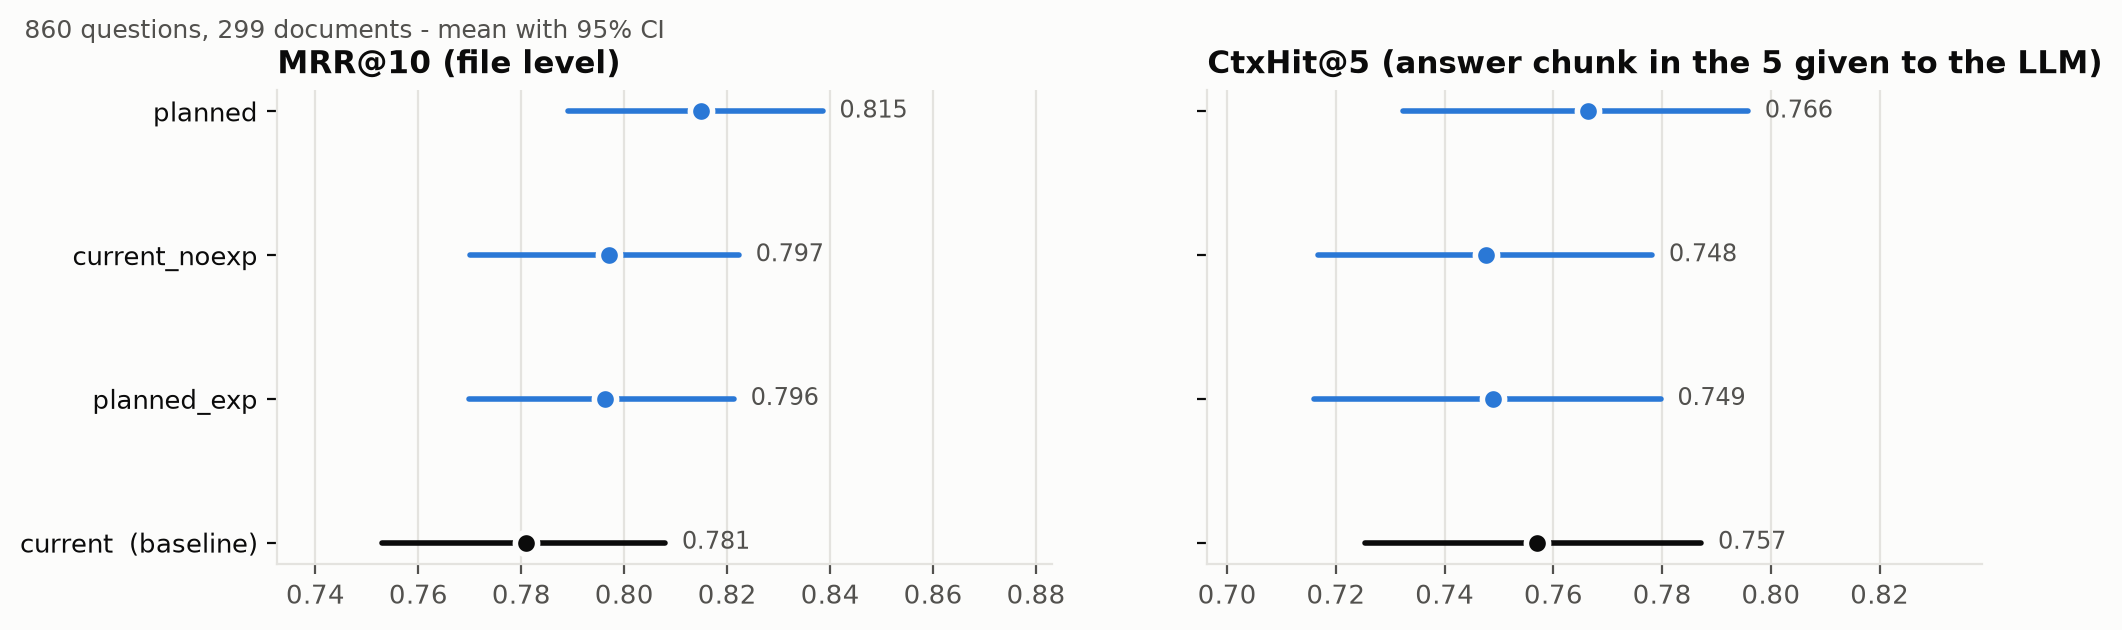 860 questions, 299 documents - mean with 95% CI
MRR@10 (file level)
planned
0.815
current_noexp
0.797
planned_exp
0.796
current  (baseline)
0.781
0.74 0.76 0.78 0.80 0.82 0.84 0.86 0.88
CtxHit@5 (answer chunk in the 5 given to the LLM)
0.766
0.748
0.749
0.757
0.70 0.72 0.74 0.76 0.78 0.80 0.82